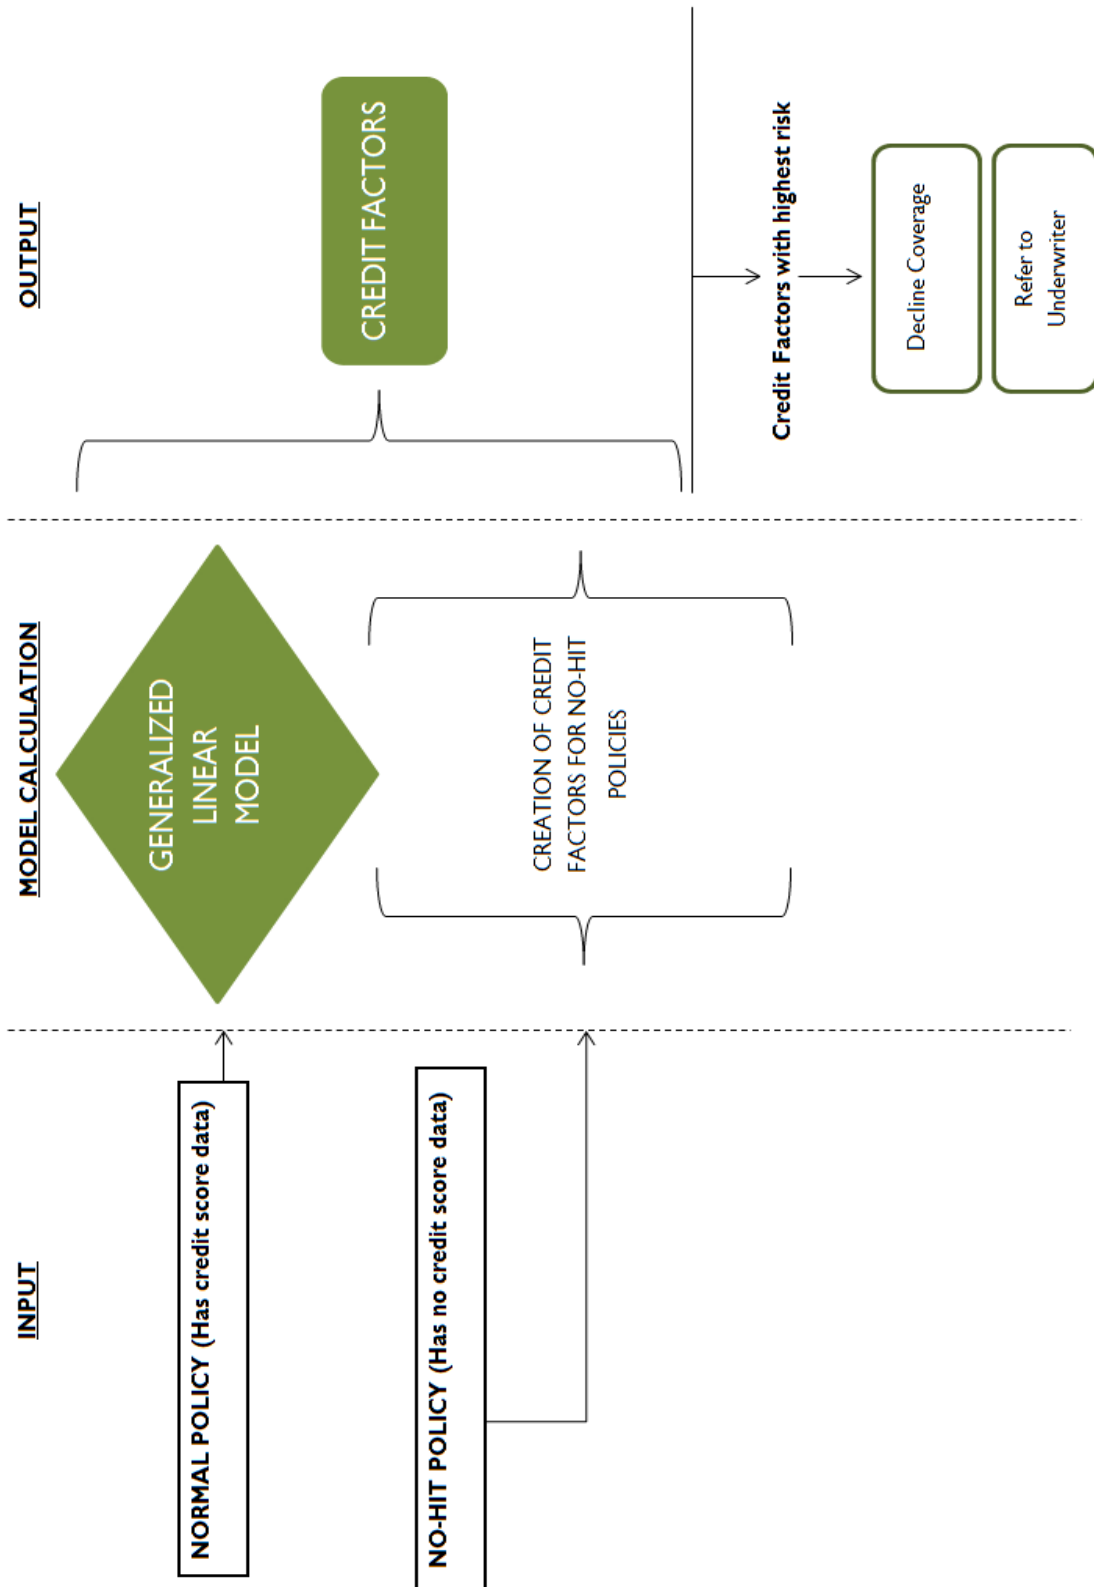 INPUT
MODEL CALCULATION
OUTPUT
NORMAL POLICY (Has credit score data)
NO-HIT POLICY (Has no credit score data)
GENERALIZED
LINEAR
MODEL
CREATION OF CREDIT
FACTORS FOR NO-HIT
POLICIES
CREDIT FACTORS
Credit Factors with highest risk
Decline Coverage
Refer to
Underwriter